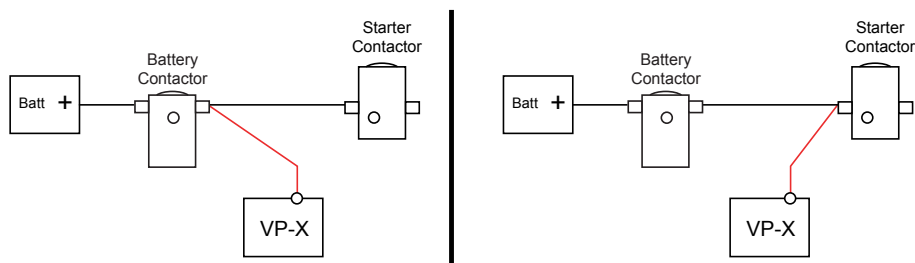 Starter
Contactor
Battery
Contactor
Batt +
VP-X
Starter
Contactor
Battery
Contactor
Batt +
VP-X